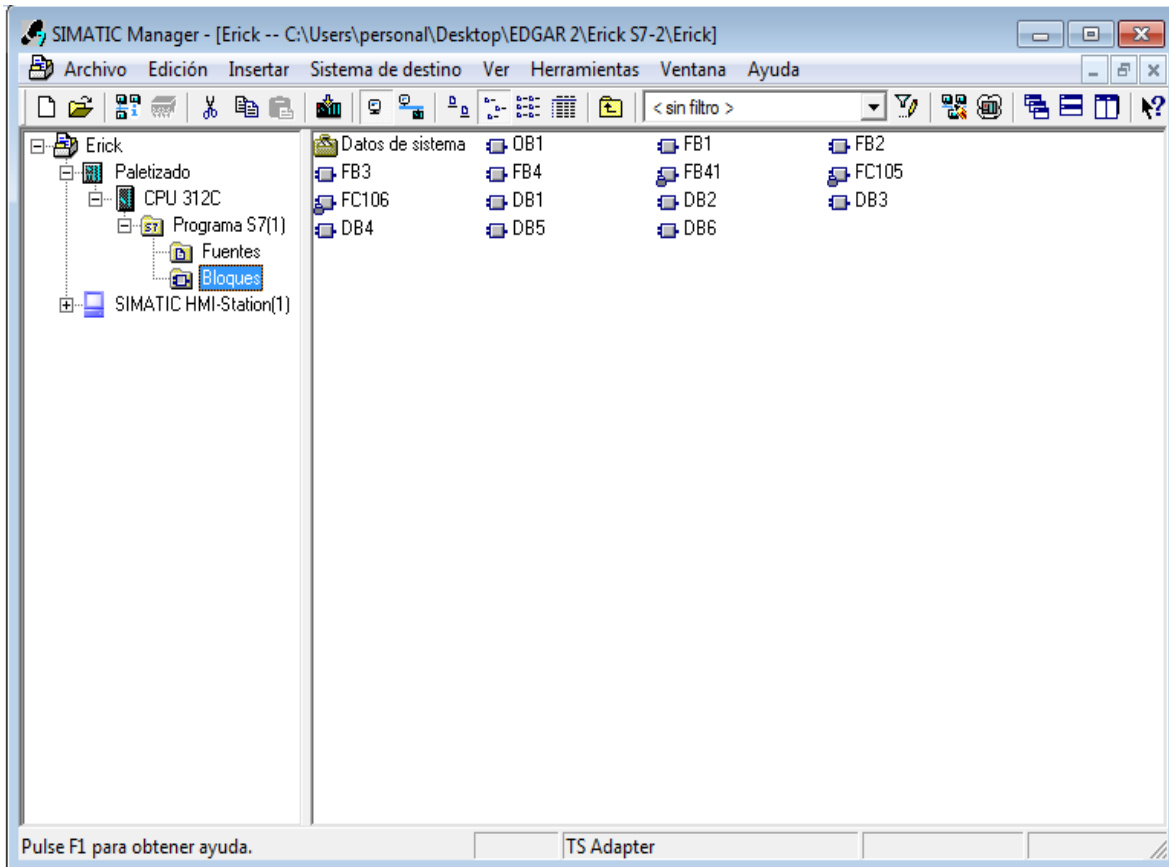 SIMATIC Manager - [Erick -- C:\Users\personal\Desktop\EDGAR 2\Erick S7-2\Erick]
Archivo Edición Insertar Sistema de destino Ver Herramientas Ventana Ayuda
< sin filtro >
Erick
Paletizado
CPU 312C
Programa S7(1)
Fuentes
Bloques
SIMATIC HMI-Station(1)
Datos de sistema OB1 FB1 FB2
FB3 FB4 FB41 FC105
FC106 DB1 DB2 DB3
DB4 DB5 DB6
Pulse F1 para obtener ayuda. TS Adapter